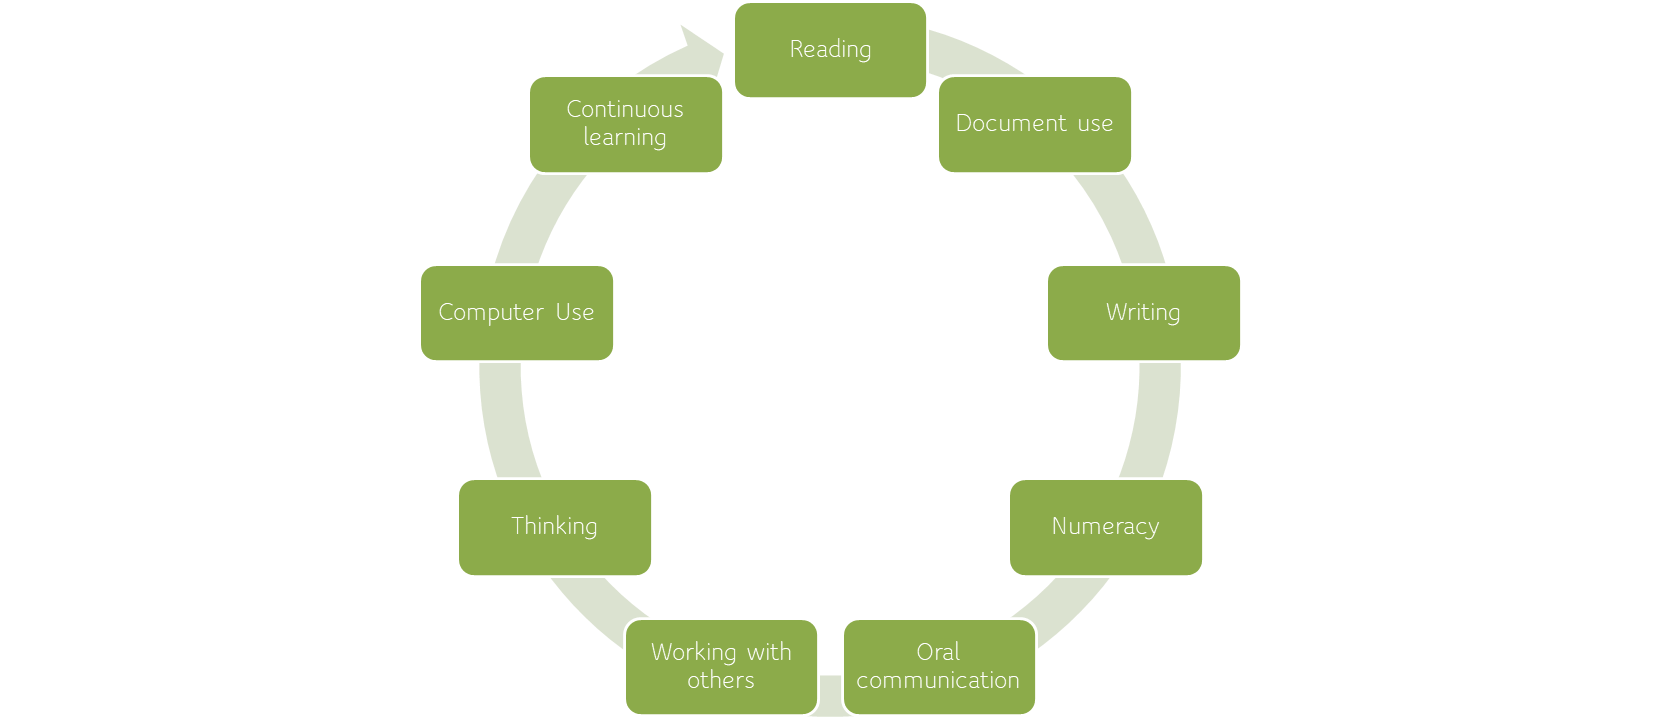 Reading
Document use
Writing
Numeracy
Oral
communication
Working with
others
Thinking
Computer Use
Continuous
learning